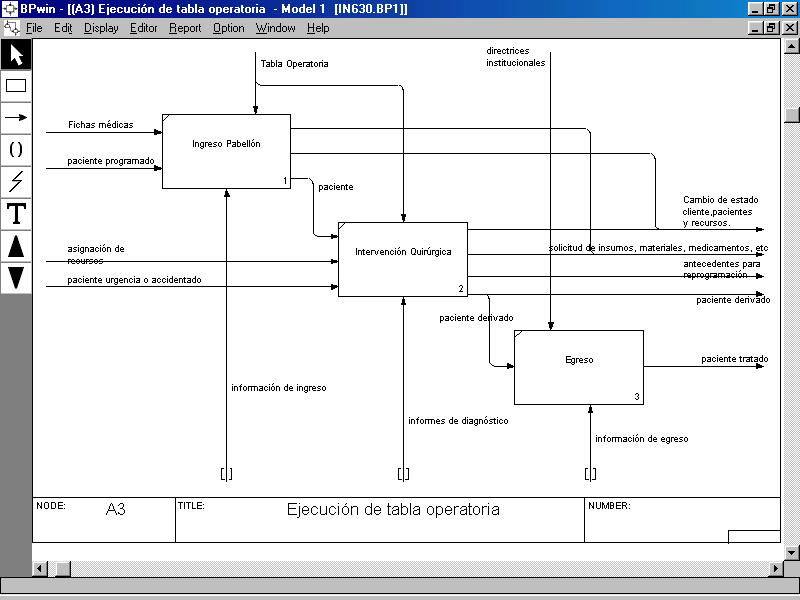 BPwin - [(A3) Ejecución de tabla operatoria - Model 1 [IN630.BP1]]
File Edit Display Editor Report Option Window Help
directrices
institucionales
Tabla Operatoria
Fichas médicas
Ingreso Pabellón
paciente programado
1
paciente
Cambio de estado
cliente,pacientes
y recursos.
asignación de
recursos
Intervención Quirúrgica
solicitud de insumos, materiales, medicamentos, etc
antecedentes para
reprogramación
paciente urgencia o accidentado
2
paciente derivado
paciente derivado
Egreso
paciente tratado
3
información de ingreso
informes de diagnóstico
información de egreso
NODE:
A3
TITLE:
Ejecución de tabla operatoria
NUMBER:
( )
T